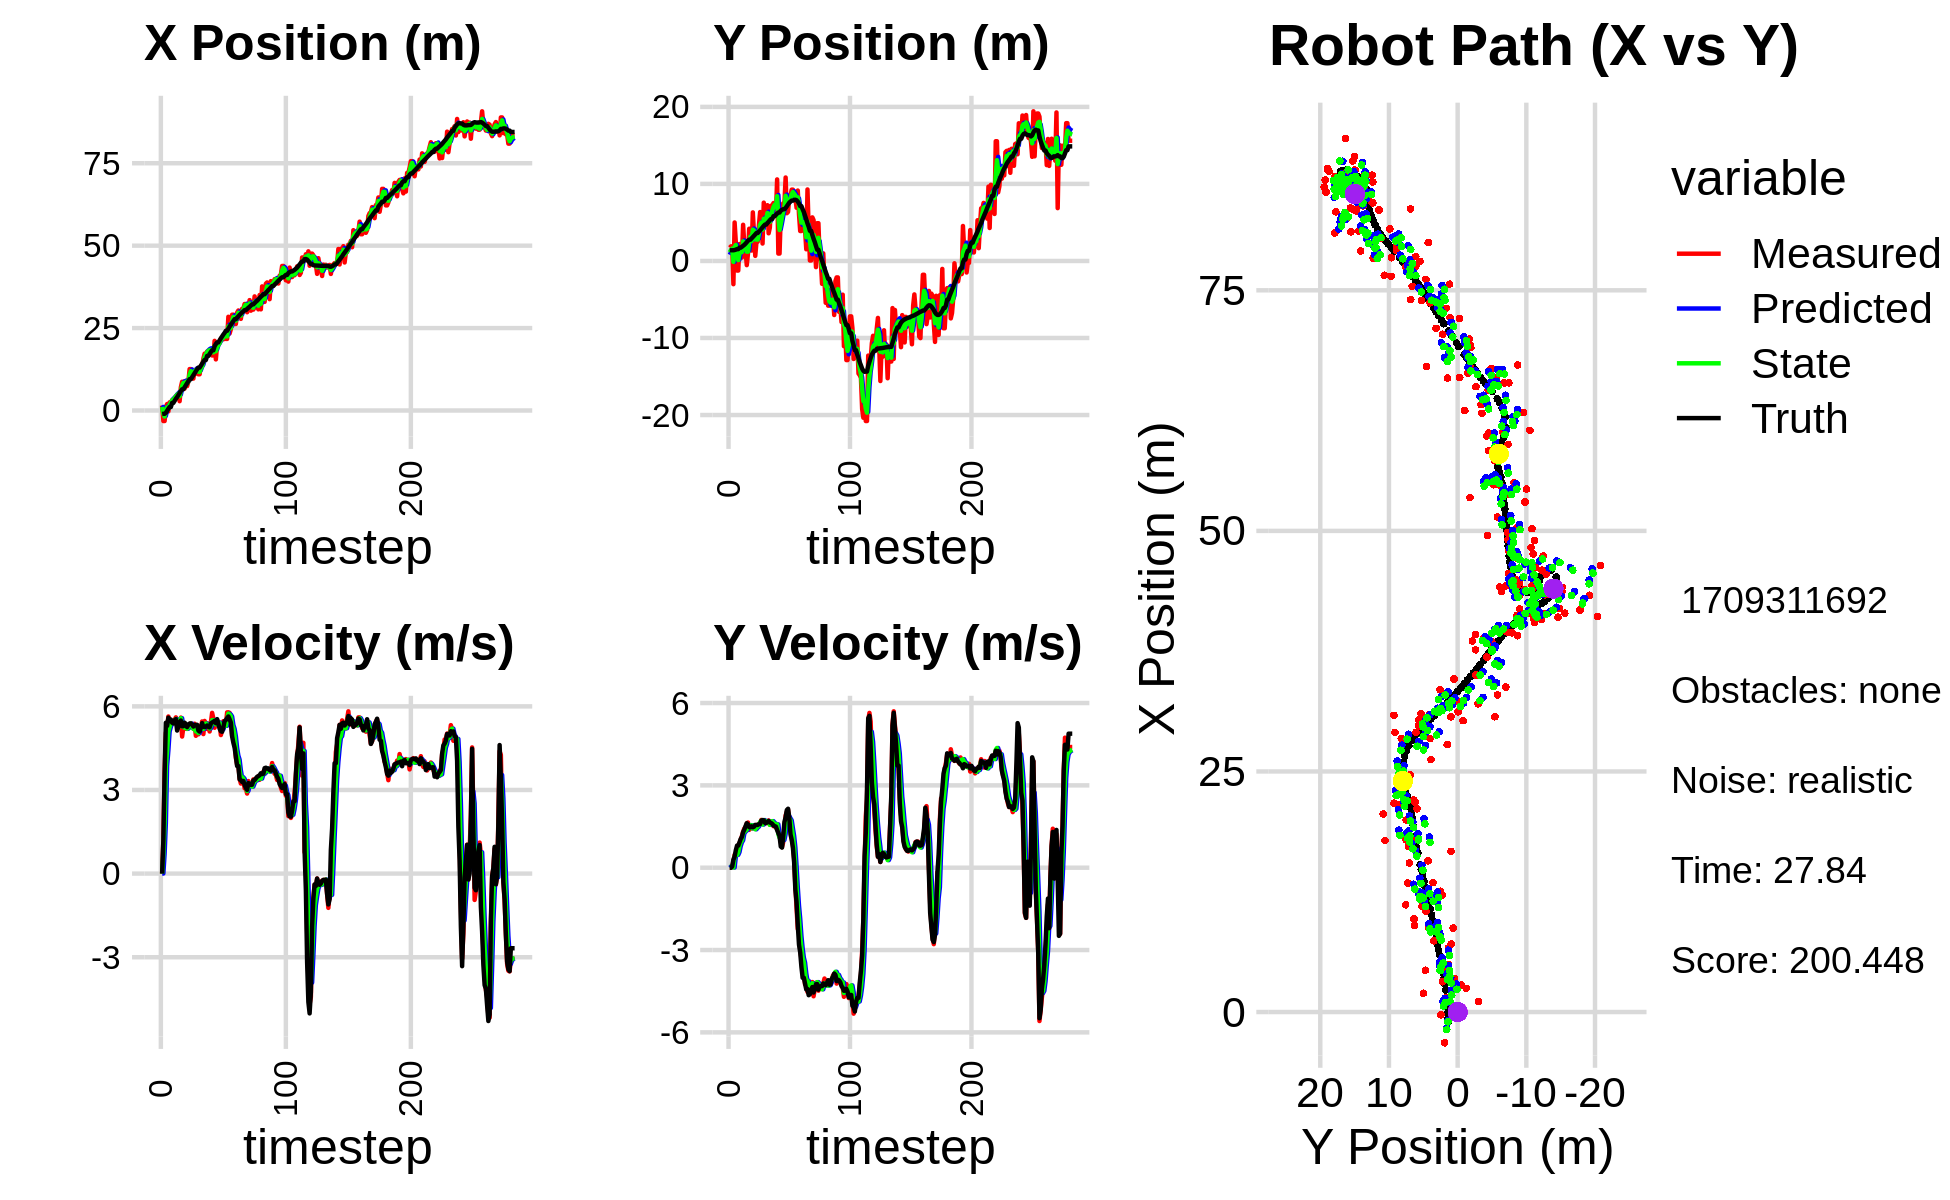 X Position (m)
75
50
25
0
0
100
200
timestep
Y Position (m)
20
10
0
-10
-20
0
100
200
timestep
X Velocity (m/s)
6
3
0
-3
0
100
200
timestep
Y Velocity (m/s)
6
3
0
-3
-6
0
100
200
timestep
Robot Path (X vs Y)
X Position (m)
75
50
25
0
20 10 0 -10 -20
Y Position (m)
variable
Measured
Predicted
State
Truth
1709311692
Obstacles: none
Noise: realistic
Time: 27.84
Score: 200.448